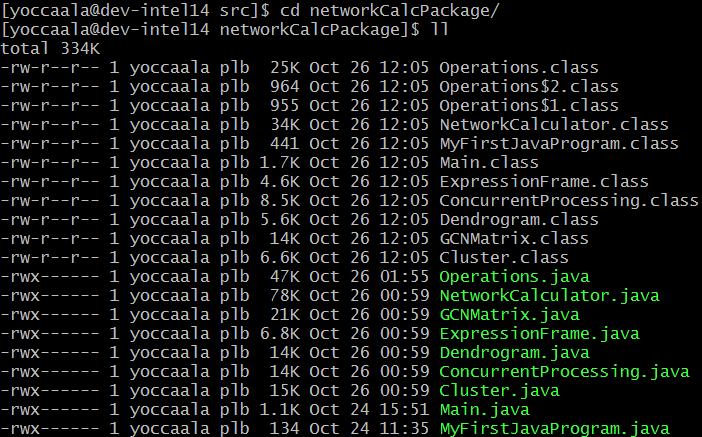 [yoccaala@dev-intel14 src]$ cd networkCalcPackage/
[yoccaala@dev-intel14 networkCalcPackage]$ ll
total 334K
-rw-r--r-- 1 yoccaala plb  25K Oct 26 12:05 Operations.class
-rw-r--r-- 1 yoccaala plb  964 Oct 26 12:05 Operations$2.class
-rw-r--r-- 1 yoccaala plb  955 Oct 26 12:05 Operations$1.class
-rw-r--r-- 1 yoccaala plb  34K Oct 26 12:05 NetworkCalculator.class
-rw-r--r-- 1 yoccaala plb  441 Oct 26 12:05 MyFirstJavaProgram.class
-rw-r--r-- 1 yoccaala plb 1.7K Oct 26 12:05 Main.class
-rw-r--r-- 1 yoccaala plb 4.6K Oct 26 12:05 ExpressionFrame.class
-rw-r--r-- 1 yoccaala plb 8.5K Oct 26 12:05 ConcurrentProcessing.class
-rw-r--r-- 1 yoccaala plb 5.6K Oct 26 12:05 Dendrogram.class
-rw-r--r-- 1 yoccaala plb  14K Oct 26 12:05 GCNMatrix.class
-rw-r--r-- 1 yoccaala plb 6.6K Oct 26 12:05 Cluster.class
-rwx------ 1 yoccaala plb  47K Oct 26 01:55 Operations.java
-rwx------ 1 yoccaala plb  78K Oct 26 00:59 NetworkCalculator.java
-rwx------ 1 yoccaala plb  21K Oct 26 00:59 GCNMatrix.java
-rwx------ 1 yoccaala plb 6.8K Oct 26 00:59 ExpressionFrame.java
-rwx------ 1 yoccaala plb  14K Oct 26 00:59 Dendrogram.java
-rwx------ 1 yoccaala plb  14K Oct 26 00:59 ConcurrentProcessing.java
-rwx------ 1 yoccaala plb  15K Oct 26 00:59 Cluster.java
-rwx------ 1 yoccaala plb 1.1K Oct 24 15:51 Main.java
-rwx------ 1 yoccaala plb  134 Oct 24 11:35 MyFirstJavaProgram.java